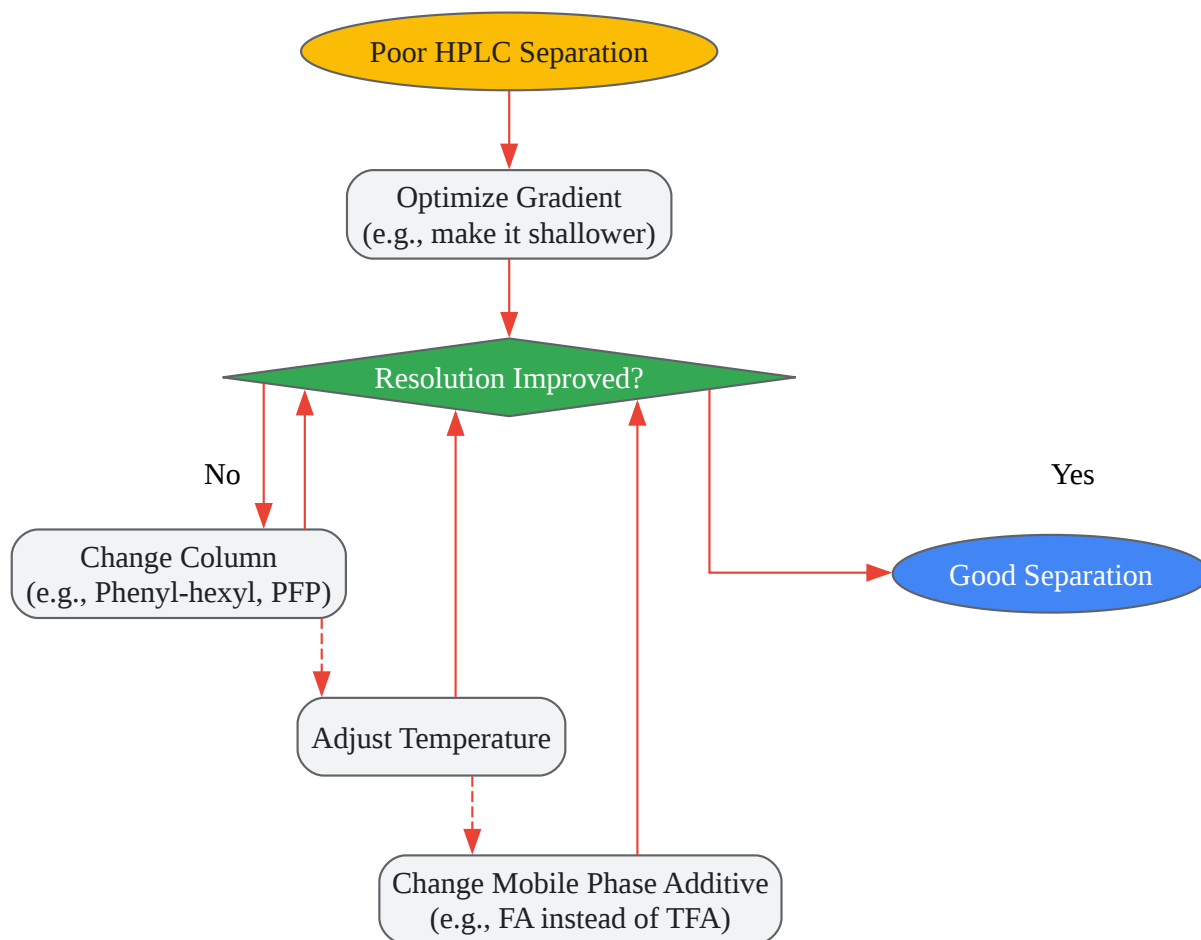 Poor HPLC Separation
Optimize Gradient
(e.g., make it shallower)
Resolution Improved?
No
Yes
Change Column
(e.g., Phenyl-hexyl, PFP)
Good Separation
Adjust Temperature
Change Mobile Phase Additive
(e.g., FA instead of TFA)